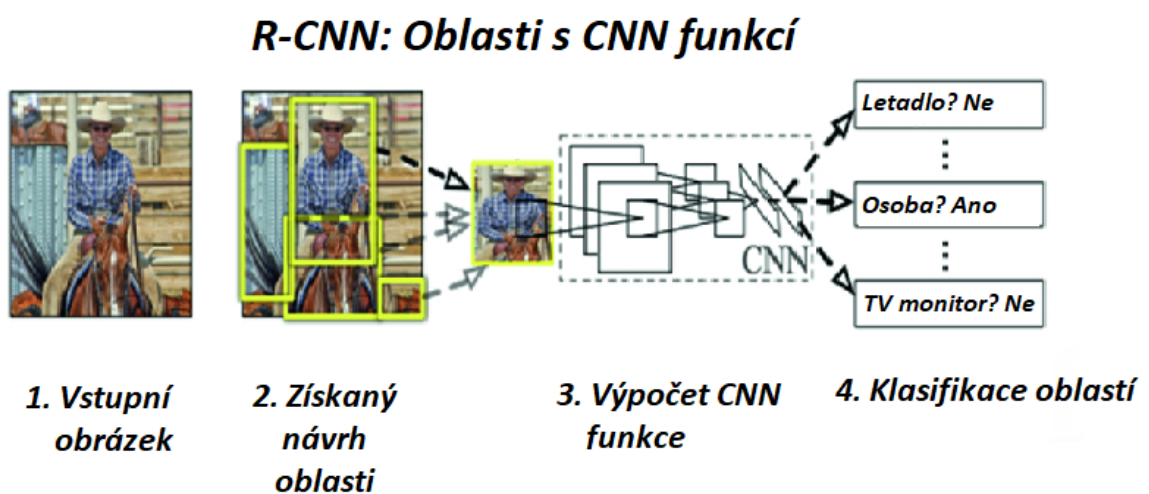 R-CNN: Oblasti s CNN funkcí
Letadlo? Ne
Osoba? Ano
CNN
TV monitor? Ne
1. Vstupní
obrázek
2. Získaný
návrh
oblasti
3. Výpočet CNN
funkce
4. Klasifikace oblastí